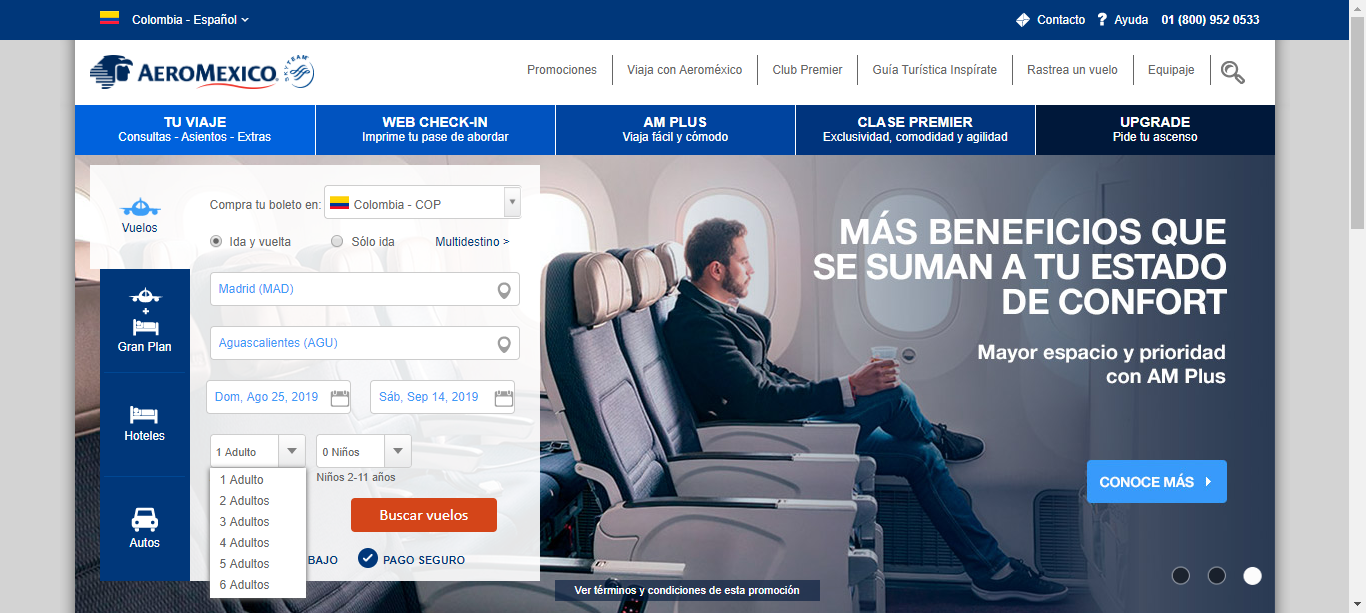 Colombia - Español
Contacto
? Ayuda
01 (800) 952 0533
AEROMEXICO.
SKYTEAM
Promociones
Viaja con Aeroméxico
Club Premier
Guía Turística Inspírate
Rastrea un vuelo
Equipaje
TU VIAJE
Consultas - Asientos - Extras
WEB CHECK-IN
Imprime tu pase de abordar
AM PLUS
Viaja fácil y cómodo
CLASE PREMIER
Exclusividad, comodidad y agilidad
UPGRADE
Pide tu ascenso
Vuelos
+
Gran Plan
Hoteles
Autos
Compra tu boleto en:
Colombia - COP
Ida y vuelta
Sólo ida
Multidestino >
Madrid (MAD)
Aguascalientes (AGU)
Dom, Ago 25, 2019
Sáb, Sep 14, 2019
1 Adulto
0 Niños
Niños 2-11 años
1 Adulto
2 Adultos
3 Adultos
4 Adultos
5 Adultos
6 Adultos
Buscar vuelos
BAJO
PAGO SEGURO
MÁS BENEFICIOS QUE
SE SUMAN A TU ESTADO
DE CONFORT
Mayor espacio y prioridad
con AM Plus
CONOCE MÁS
Ver términos y condiciones de esta promoción